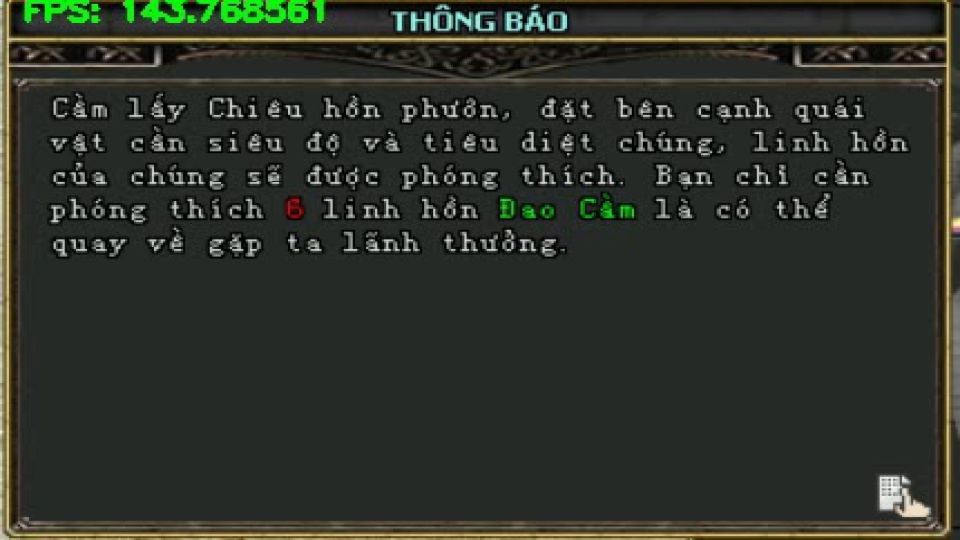 FPS: 143.768561
THÔNG BÁO
Cầm lấy Chiêu hồn phướn, đặt bên cạnh quái
vật cần siêu độ và tiêu diệt chúng, linh hồn
của chúng sẽ được phóng thích. Bạn chỉ cần
phóng thích 6 linh hồn Đao Cầm là có thể
quay về gặp ta lãnh thưởng.